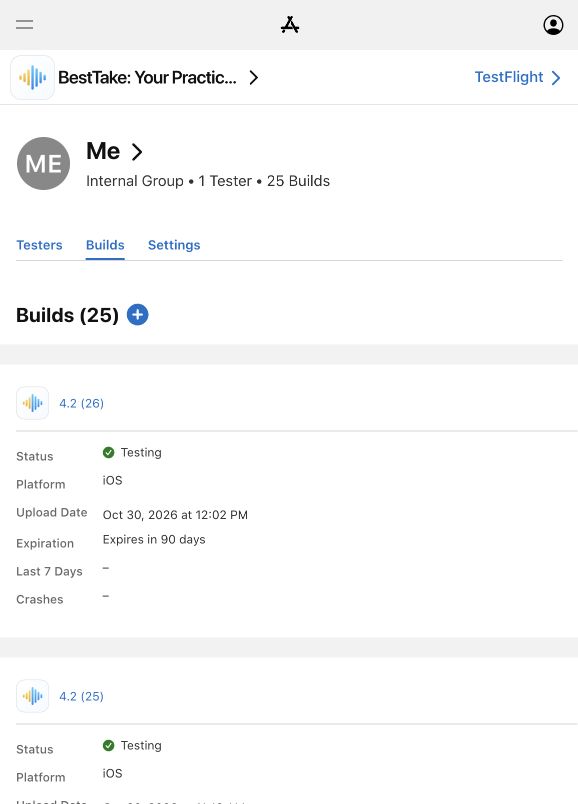 BestTake: Your Practic...
TestFlight
ME
Me
Internal Group • 1 Tester • 25 Builds
Testers Builds Settings
Builds (25)
4.2 (26)
Status Testing
Platform iOS
Upload Date Oct 30, 2026 at 12:02 PM
Expiration Expires in 90 days
Last 7 Days –
Crashes –
4.2 (25)
Status Testing
Platform iOS
Upload Date